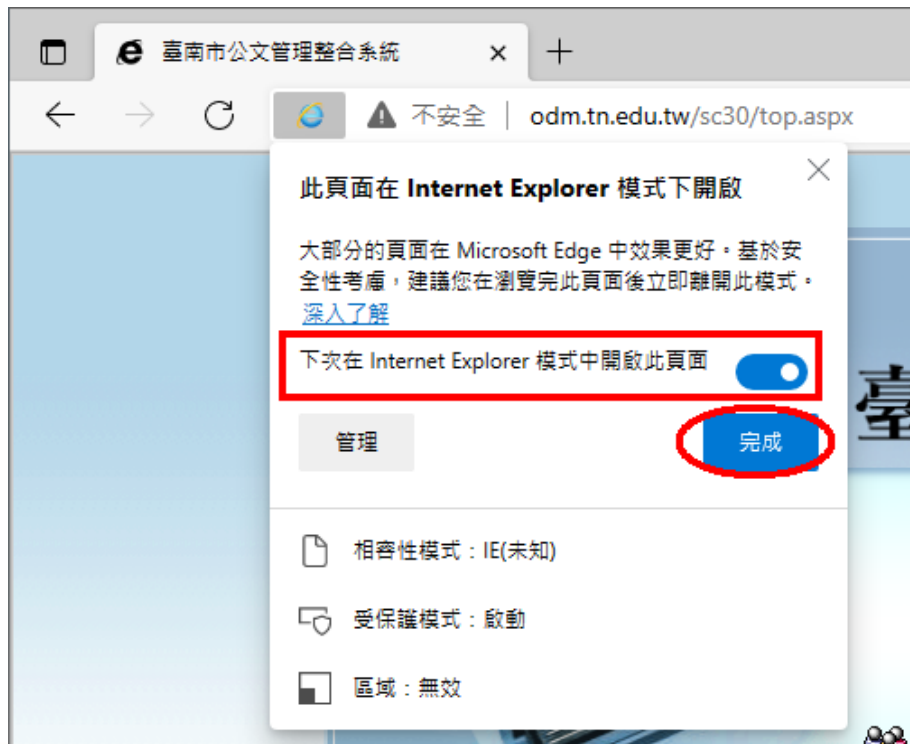 臺南市公文管理整合系統
不安全 | odm.tn.edu.tw/sc30/top.aspx
此頁面在 Internet Explorer 模式下開啟
大部分的頁面在 Microsoft Edge 中效果更好。基於安
全性考慮，建議您在瀏覽完此頁面後立即離開此模式。
深入了解
下次在 Internet Explorer 模式中開啟此頁面
臺
管理
完成
相容性模式：IE(未知)
受保護模式：啟動
區域：無效